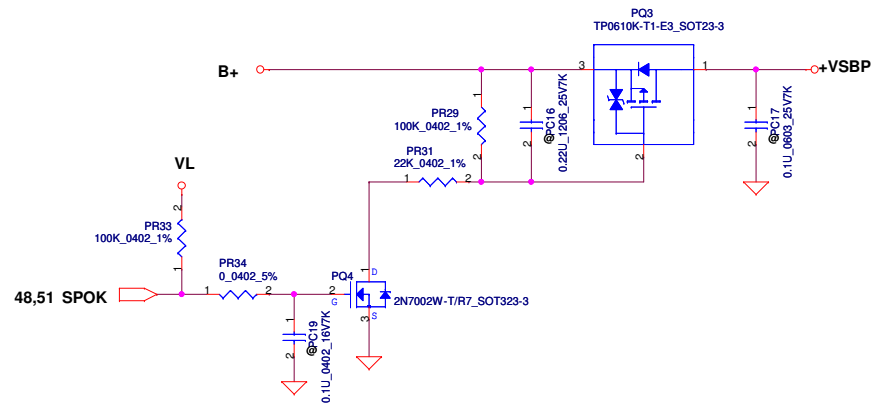 PQ3
TP0610K-T1-E3_SOT23-3
B+
3
1
+VSBP
1
PR29
100K_0402_1%
2
1
2
@PC16
0.22U_1206_25V7K
2
1
2
@PC17
0.1U_0603_25V7K
PR31
22K_0402_1%
1
2
VL
2
PR33
100K_0402_1%
1
PR34
0_0402_5%
48,51 SPOK
1
2
PQ4
2
G
1
D
3
S
2N7002W-T/R7_SOT323-3
1
2
@PC19
0.1U_0402_16V7K